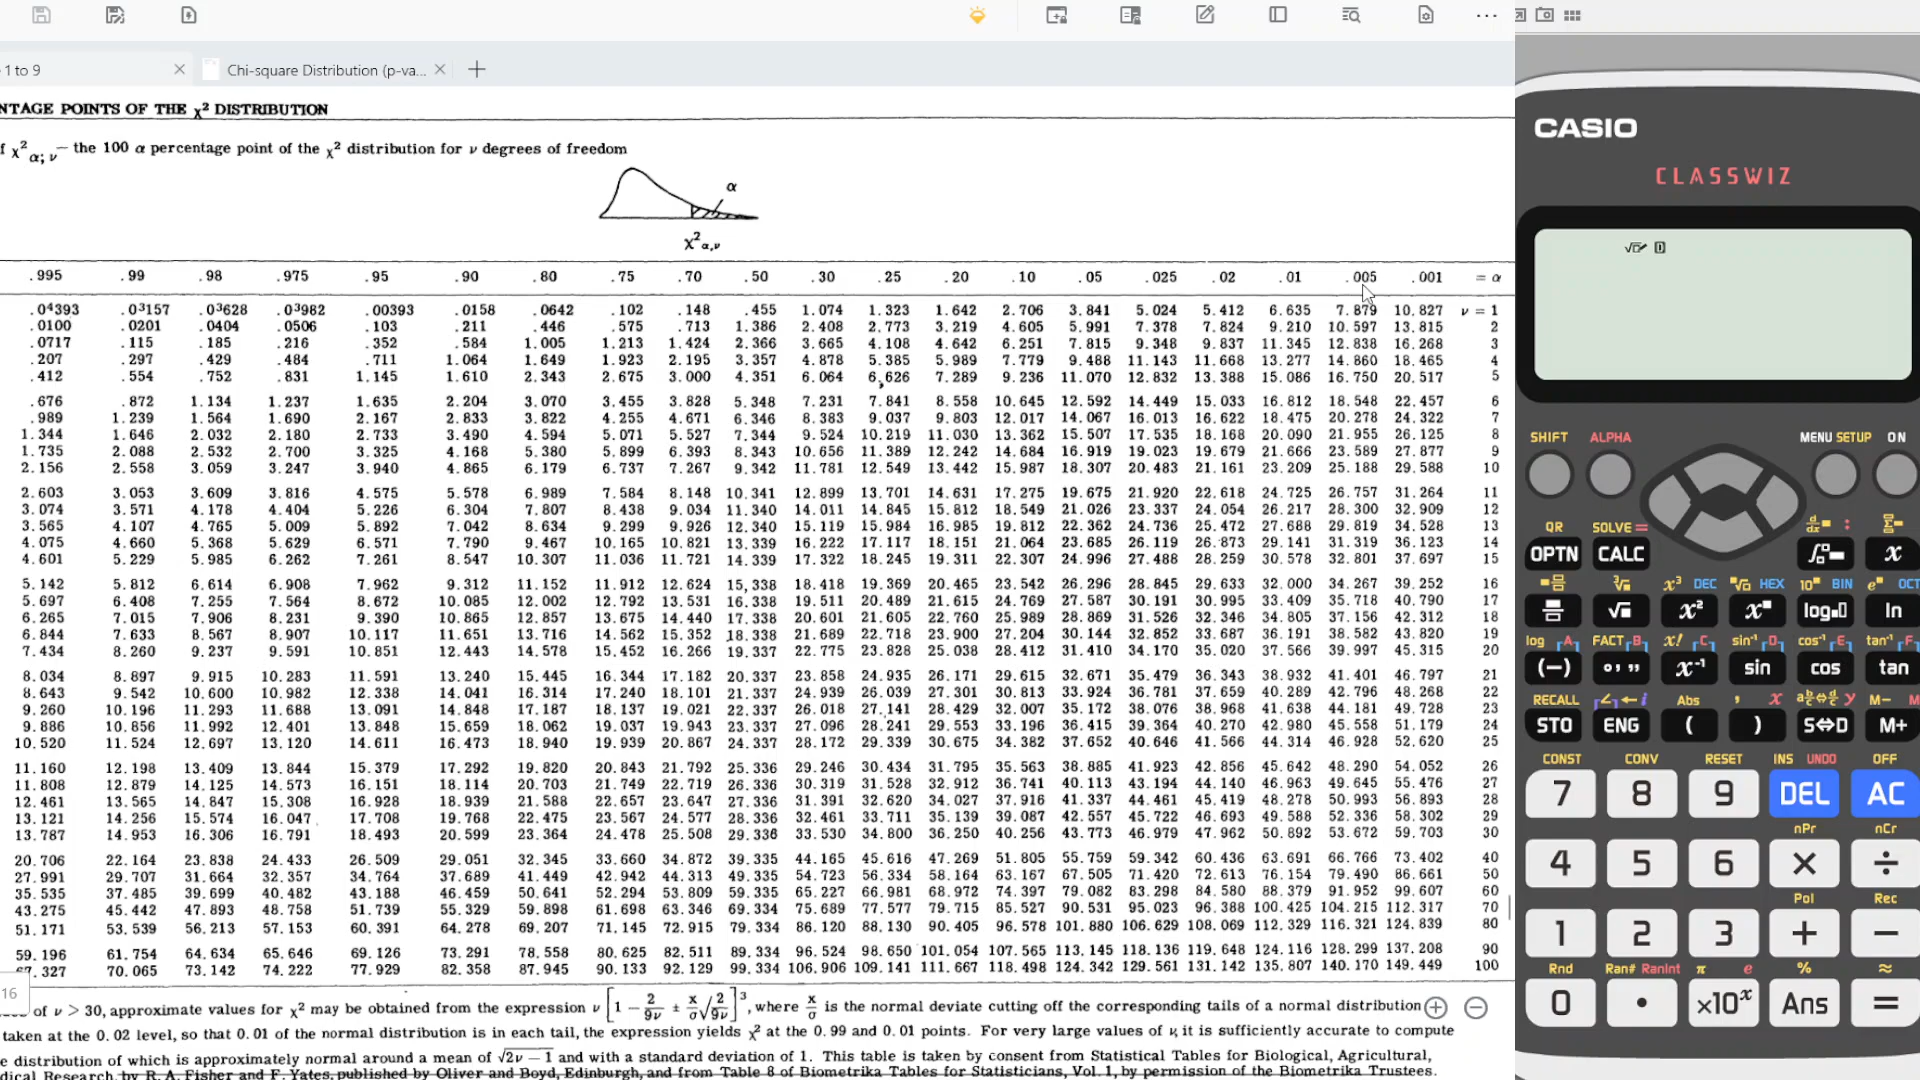 1 to 9
Chi-square Distribution (p-va...
NTAGE POINTS OF THE χ² DISTRIBUTION
f χ²α; ν — the 100 α percentage point of the χ² distribution for ν degrees of freedom
α
χ²α,ν
.995 .99 .98 .975 .95 .90 .80 .75 .70 .50 .30 .25 .20 .10 .05 .025 .02 .01 .005 .001 = α
.0⁴393 .0³157 .0³628 .0³982 .00393 .0158 .0642 .102 .148 .455 1.074 1.323 1.642 2.706 3.841 5.024 5.412 6.635 7.879 10.827 ν = 1
.0100 .0201 .0404 .0506 .103 .211 .446 .575 .713 1.386 2.408 2.773 3.219 4.605 5.991 7.378 7.824 9.210 10.597 13.815 2
.0717 .115 .185 .216 .352 .584 1.005 1.213 1.424 2.366 3.665 4.108 4.642 6.251 7.815 9.348 9.837 11.345 12.838 16.268 3
.207 .297 .429 .484 .711 1.064 1.649 1.923 2.195 3.357 4.878 5.385 5.989 7.779 9.488 11.143 11.668 13.277 14.860 18.465 4
.412 .554 .752 .831 1.145 1.610 2.343 2.675 3.000 4.351 6.064 6,626 7.289 9.236 11.070 12.832 13.388 15.086 16.750 20.517 5
.676 .872 1.134 1.237 1.635 2.204 3.070 3.455 3.828 5.348 7.231 7.841 8.558 10.645 12.592 14.449 15.033 16.812 18.548 22.457 6
.989 1.239 1.564 1.690 2.167 2.833 3.822 4.255 4.671 6.346 8.383 9.037 9.803 12.017 14.067 16.013 16.622 18.475 20.278 24.322 7
1.344 1.646 2.032 2.180 2.733 3.490 4.594 5.071 5.527 7.344 9.524 10.219 11.030 13.362 15.507 17.535 18.168 20.090 21.955 26.125 8
1.735 2.088 2.532 2.700 3.325 4.168 5.380 5.899 6.393 8.343 10.656 11.389 12.242 14.684 16.919 19.023 19.679 21.666 23.589 27.877 9
2.156 2.558 3.059 3.247 3.940 4.865 6.179 6.737 7.267 9.342 11.781 12.549 13.442 15.987 18.307 20.483 21.161 23.209 25.188 29.588 10
2.603 3.053 3.609 3.816 4.575 5.578 6.989 7.584 8.148 10.341 12.899 13.701 14.631 17.275 19.675 21.920 22.618 24.725 26.757 31.264 11
3.074 3.571 4.178 4.404 5.226 6.304 7.807 8.438 9.034 11.340 14.011 14.845 15.812 18.549 21.026 23.337 24.054 26.217 28.300 32.909 12
3.565 4.107 4.765 5.009 5.892 7.042 8.634 9.299 9.926 12.340 15.119 15.984 16.985 19.812 22.362 24.736 25.472 27.688 29.819 34.528 13
4.075 4.660 5.368 5.629 6.571 7.790 9.467 10.165 10.821 13.339 16.222 17.117 18.151 21.064 23.685 26.119 26.873 29.141 31.319 36.123 14
4.601 5.229 5.985 6.262 7.261 8.547 10.307 11.036 11.721 14.339 17.322 18.245 19.311 22.307 24.996 27.488 28.259 30.578 32.801 37.697 15
5.142 5.812 6.614 6.908 7.962 9.312 11.152 11.912 12.624 15,338 18.418 19.369 20.465 23.542 26.296 28.845 29.633 32.000 34.267 39.252 16
5.697 6.408 7.255 7.564 8.672 10.085 12.002 12.792 13.531 16.338 19.511 20.489 21.615 24.769 27.587 30.191 30.995 33.409 35.718 40.790 17
6.265 7.015 7.906 8.231 9.390 10.865 12.857 13.675 14.440 17.338 20.601 21.605 22.760 25.989 28.869 31.526 32.346 34.805 37.156 42.312 18
6.844 7.633 8.567 8.907 10.117 11.651 13.716 14.562 15.352 18.338 21.689 22.718 23.900 27.204 30.144 32.852 33.687 36.191 38.582 43.820 19
7.434 8.260 9.237 9.591 10.851 12.443 14.578 15.452 16.266 19.337 22.775 23.828 25.038 28.412 31.410 34.170 35.020 37.566 39.997 45.315 20
8.034 8.897 9.915 10.283 11.591 13.240 15.445 16.344 17.182 20.337 23.858 24.935 26.171 29.615 32.671 35.479 36.343 38.932 41.401 46.797 21
8.643 9.542 10.600 10.982 12.338 14.041 16.314 17.240 18.101 21.337 24.939 26.039 27.301 30.813 33.924 36.781 37.659 40.289 42.796 48.268 22
9.260 10.196 11.293 11.688 13.091 14.848 17.187 18.137 19.021 22.337 26.018 27.141 28.429 32.007 35.172 38.076 38.968 41.638 44.181 49.728 23
9.886 10.856 11.992 12.401 13.848 15.659 18.062 19.037 19.943 23.337 27.096 28.241 29.553 33.196 36.415 39.364 40.270 42.980 45.558 51.179 24
10.520 11.524 12.697 13.120 14.611 16.473 18.940 19.939 20.867 24.337 28.172 29.339 30.675 34.382 37.652 40.646 41.566 44.314 46.928 52.620 25
11.160 12.198 13.409 13.844 15.379 17.292 19.820 20.843 21.792 25.336 29.246 30.434 31.795 35.563 38.885 41.923 42.856 45.642 48.290 54.052 26
11.808 12.879 14.125 14.573 16.151 18.114 20.703 21.749 22.719 26.336 30.319 31.528 32.912 36.741 40.113 43.194 44.140 46.963 49.645 55.476 27
12.461 13.565 14.847 15.308 16.928 18.939 21.588 22.657 23.647 27.336 31.391 32.620 34.027 37.916 41.337 44.461 45.419 48.278 50.993 56.893 28
13.121 14.256 15.574 16.047 17.708 19.768 22.475 23.567 24.577 28.336 32.461 33.711 35.139 39.087 42.557 45.722 46.693 49.588 52.336 58.302 29
13.787 14.953 16.306 16.791 18.493 20.599 23.364 24.478 25.508 29.336 33.530 34.800 36.250 40.256 43.773 46.979 47.962 50.892 53.672 59.703 30
20.706 22.164 23.838 24.433 26.509 29.051 32.345 33.660 34.872 39.335 44.165 45.616 47.269 51.805 55.759 59.342 60.436 63.691 66.766 73.402 40
27.991 29.707 31.664 32.357 34.764 37.689 41.449 42.942 44.313 49.335 54.723 56.334 58.164 63.167 67.505 71.420 72.613 76.154 79.490 86.661 50
35.535 37.485 39.699 40.482 43.188 46.459 50.641 52.294 53.809 59.335 65.227 66.981 68.972 74.397 79.082 83.298 84.580 88.379 91.952 99.607 60
43.275 45.442 47.893 48.758 51.739 55.329 59.898 61.698 63.346 69.334 75.689 77.577 79.715 85.527 90.531 95.023 96.388 100.425 104.215 112.317 70
51.171 53.539 56.213 57.153 60.391 64.278 69.207 71.145 72.915 79.334 86.120 88.130 90.405 96.578 101.880 106.629 108.069 112.329 116.321 124.839 80
59.196 61.754 64.634 65.646 69.126 73.291 78.558 80.625 82.511 89.334 96.524 98.650 101.054 107.565 113.145 118.136 119.648 124.116 128.299 137.208 90
.327 70.065 73.142 74.222 77.929 82.358 87.945 90.133 92.129 99.334 106.906 109.141 111.667 118.498 124.342 129.561 131.142 135.807 140.170 149.449 100
16
of ν > 30, approximate values for χ² may be obtained from the expression ν [1 − 2/9ν ± x/σ √2/9ν]³, where x/σ is the normal deviate cutting off the corresponding tails of a normal distribution
taken at the 0.02 level, so that 0.01 of the normal distribution is in each tail, the expression yields χ² at the 0.99 and 0.01 points. For very large values of ν, it is sufficiently accurate to compute
e distribution of which is approximately normal around a mean of √2ν − 1 and with a standard deviation of 1. This table is taken by consent from Statistical Tables for Biological, Agricultural,
dical Research, by R. A. Fisher and F. Yates, published by Oliver and Boyd, Edinburgh, and from Table 8 of Biometrika Tables for Statisticians, Vol. 1, by permission of the Biometrika Trustees.
CASIO
CLASSWIZ
√ D
SHIFT ALPHA MENU SETUP ON
QR SOLVE = d/dx : Σ
OPTN CALC ∫ x
∛ x³ DEC √ HEX 10 BIN e OCT
√ x² x log ln
log A FACT B x! C sin⁻¹ D cos⁻¹ E tan⁻¹ F
(−) ° ’ ” x⁻¹ sin cos tan
RECALL ∠ ← i Abs , x a b/c ⇔ d/c y M− M
STO ENG ( ) S⇔D M+
CONST CONV RESET INS UNDO OFF
7 8 9 DEL AC
nPr nCr
4 5 6 × ÷
Pol Rec
1 2 3 + −
Rnd Ran# RanInt π e % ≈
0 • ×10ˣ Ans =